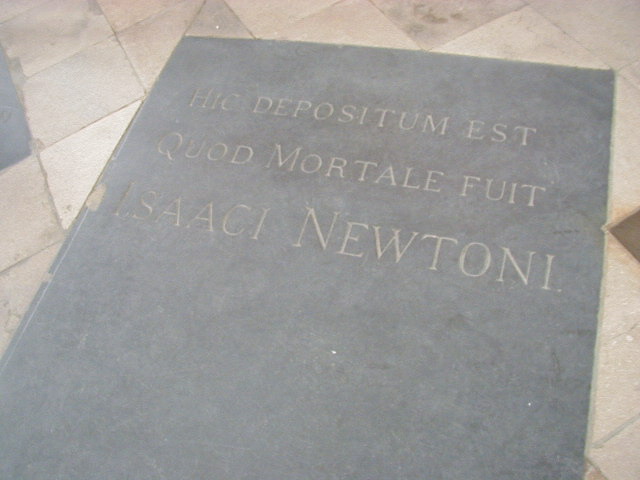 HIC DEPOSITUM EST
QUOD MORTALE FUIT
ISAACI NEWTONI.